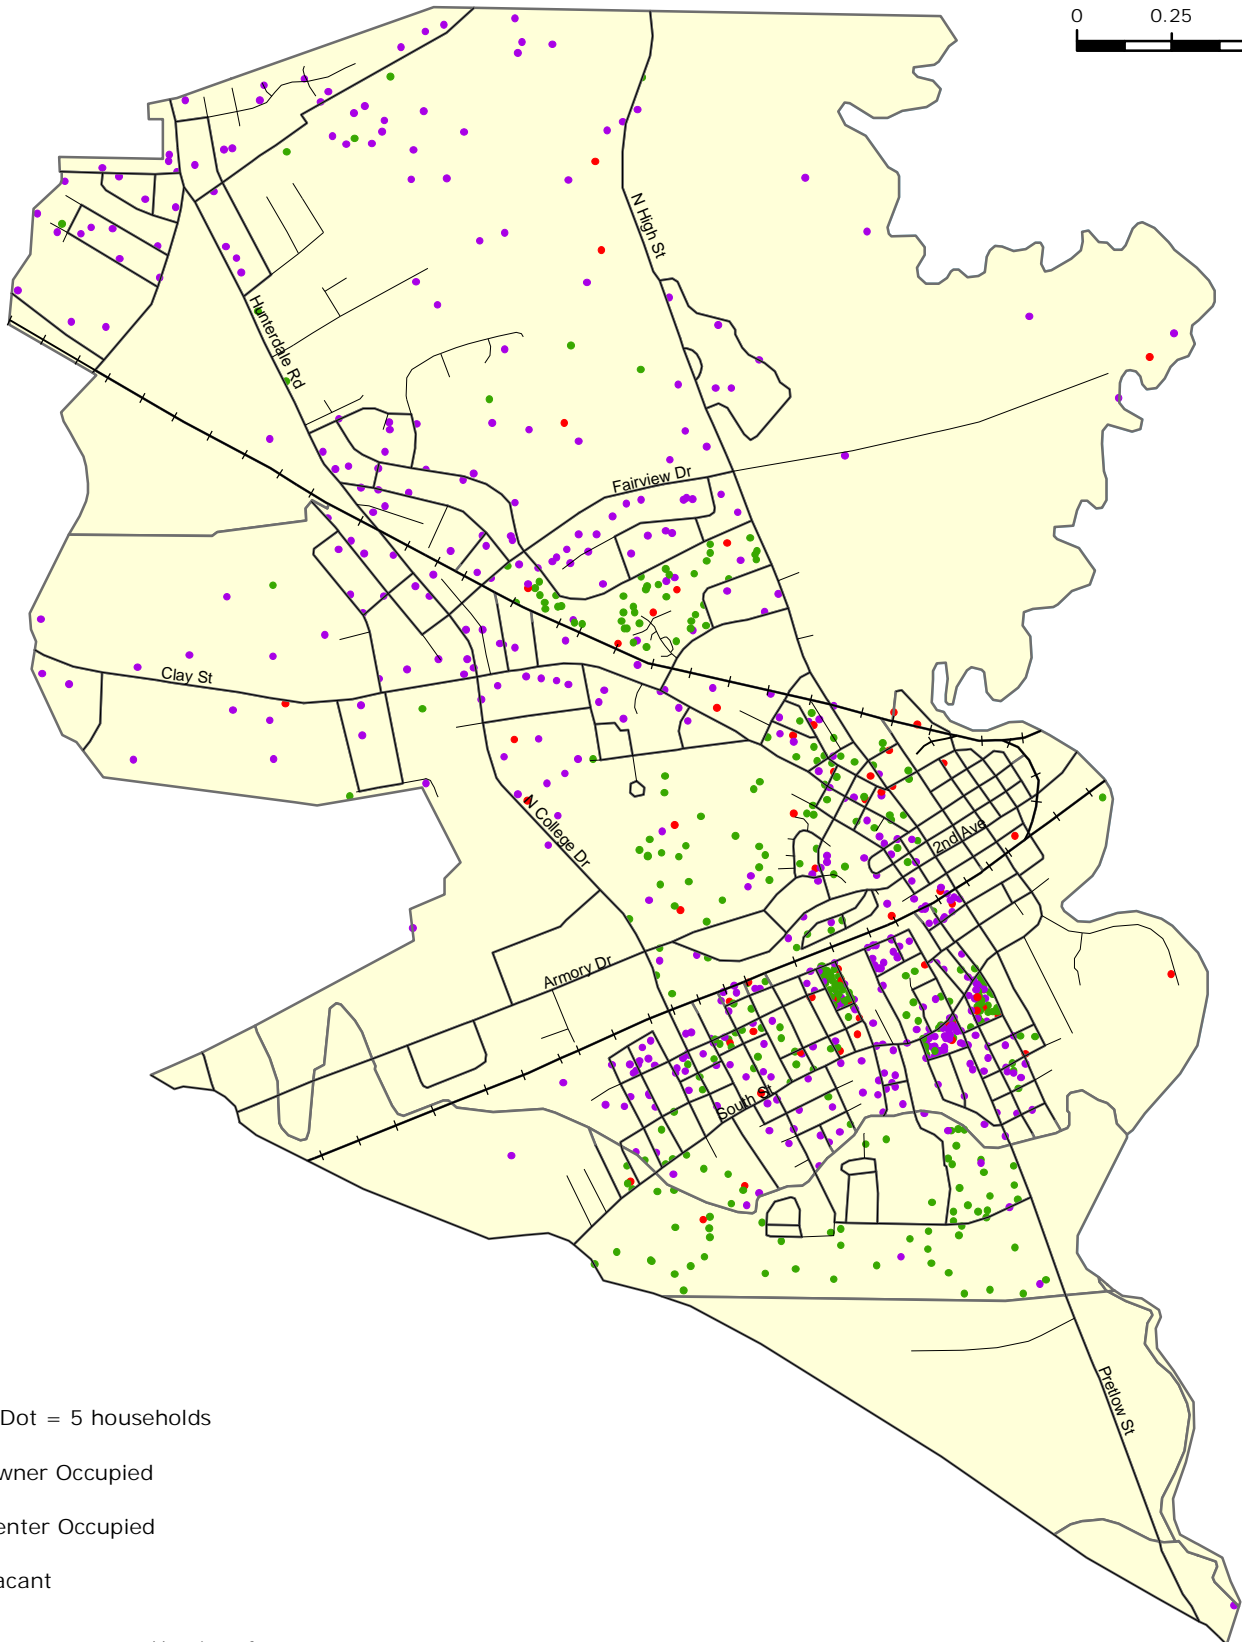 0 0.25
N High St
Hunterdale Rd
Fairview Dr
Clay St
N College Dr
2nd Ave
Armory Dr
South St
Pretlow St
Dot = 5 households
wner Occupied
enter Occupied
acant